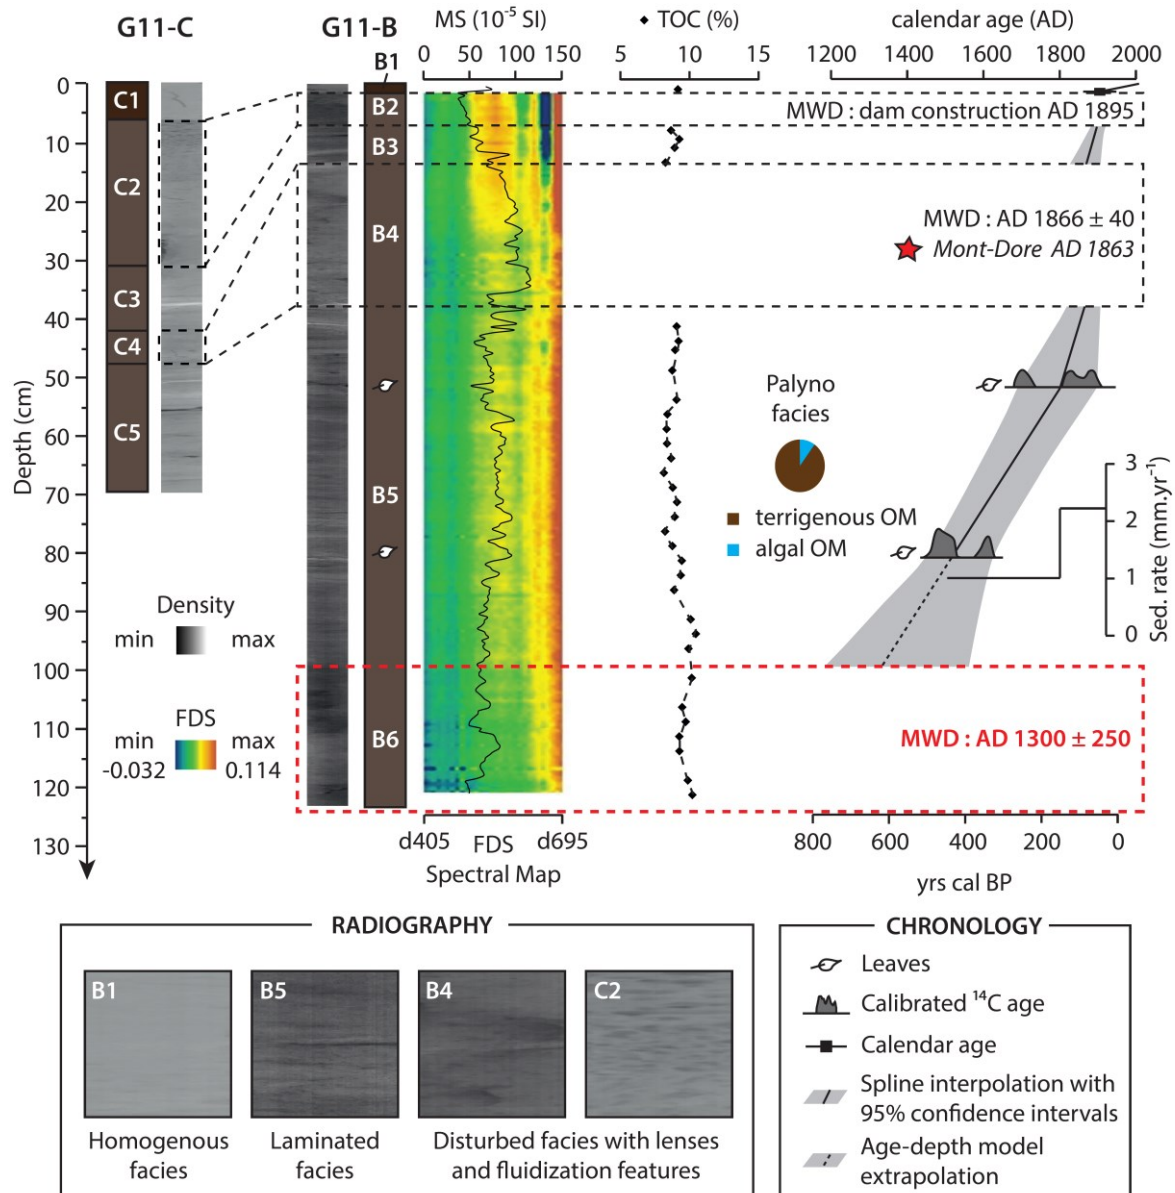 G11-C
G11-B
MS (10⁻⁵ SI)
TOC (%)
calendar age (AD)
B1
0 50 100 150
5 10 15
1200 1400 1600 1800 2000
Depth (cm)
0
10
20
30
40
50
60
70
80
90
100
110
120
130
C1
C2
C3
C4
C5
B2
B3
B4
B5
B6
MWD : dam construction AD 1895
MWD : AD 1866 ± 40
Mont-Dore AD 1863
Palyno
facies
terrigenous OM
algal OM
3
2
1
0
Sed. rate (mm.yr⁻¹)
Density
min max
FDS
min max
-0.032 0.114
MWD : AD 1300 ± 250
d405 FDS d695
Spectral Map
800 600 400 200 0
yrs cal BP
RADIOGRAPHY
B1
B5
B4
C2
Homogenous
facies
Laminated
facies
Disturbed facies with lenses
and fluidization features
CHRONOLOGY
Leaves
Calibrated ¹⁴C age
Calendar age
Spline interpolation with
95% confidence intervals
Age-depth model
extrapolation